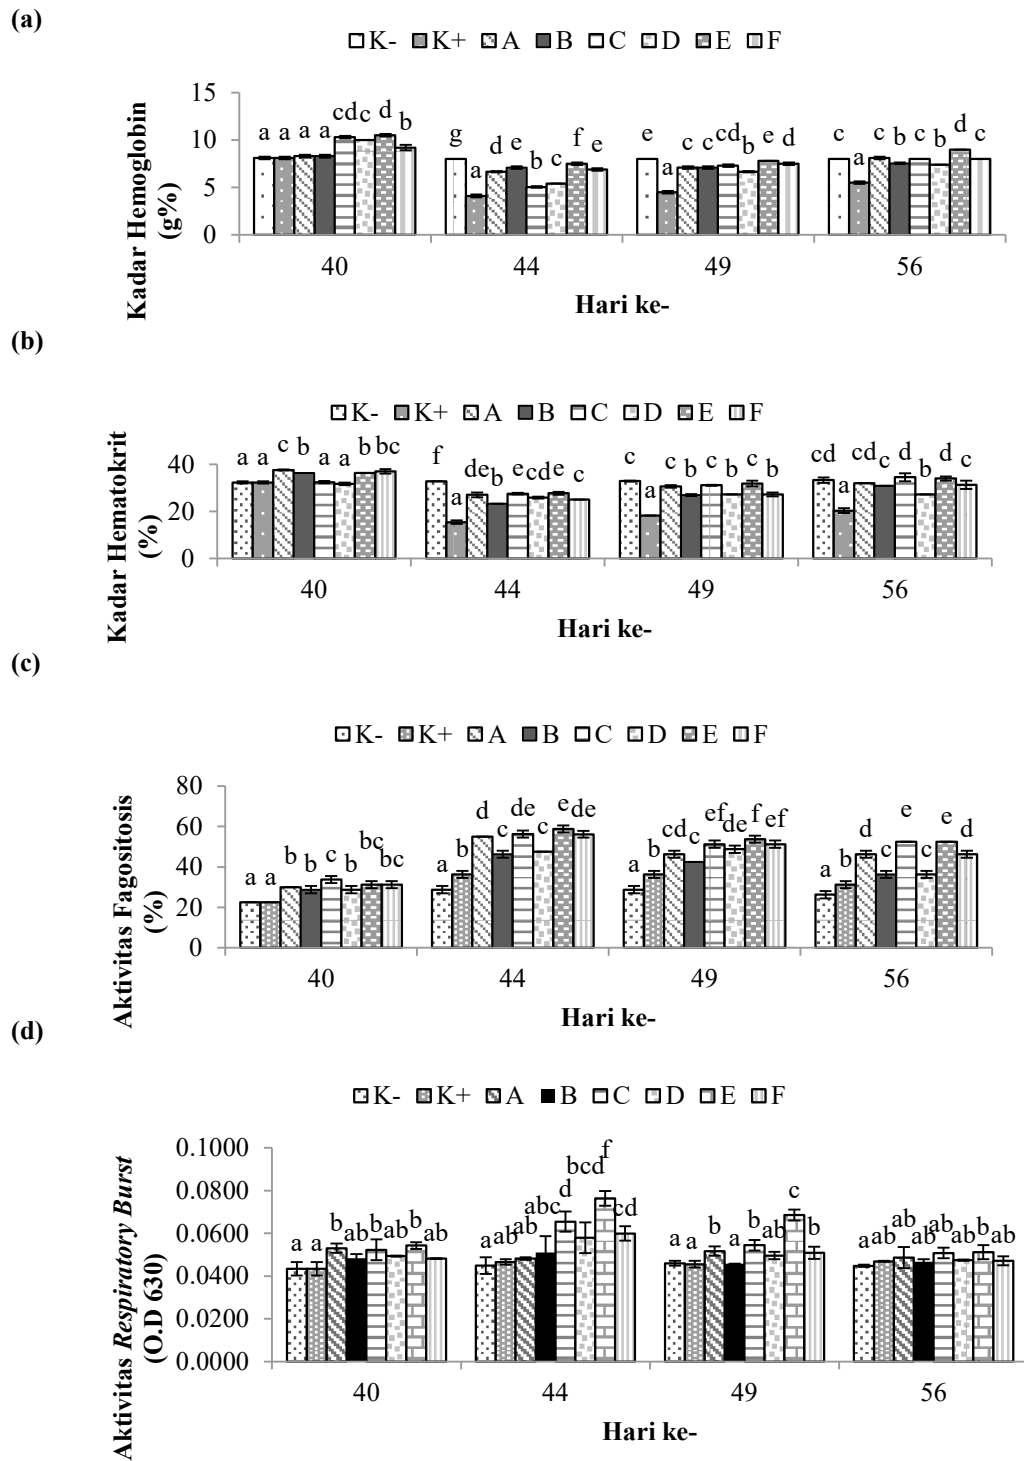 (a)
K- K+ A B C D E F
Kadar Hemoglobin
(g%)
15
10
5
0
a a a a cd c d b
g a d e b c f e
e a c c cd b e d
c a c b c b d c
40 44 49 56
Hari ke-
(b)
K- K+ A B C D E F
Kadar Hematokrit
(%)
40
20
0
a a c b a a b bc
f a de b e cd e c
c a c b c b c b
cd a cd c d b d c
40 44 49 56
Hari ke-
(c)
K- K+ A B C D E F
Aktivitas Fagositosis
(%)
80
60
40
20
0
a a b b c b bc bc
a b d c de c e de
a b cd c ef de f ef
a b d c e c e d
40 44 49 56
Hari ke-
(d)
K- K+ A B C D E F
Aktivitas Respiratory Burst
(O.D 630)
0.1000
0.0800
0.0600
0.0400
0.0200
0.0000
a a b ab b ab b ab
a ab ab abc d bcd f cd
a a b a b ab c b
a ab ab ab ab ab b ab
40 44 49 56
Hari ke-